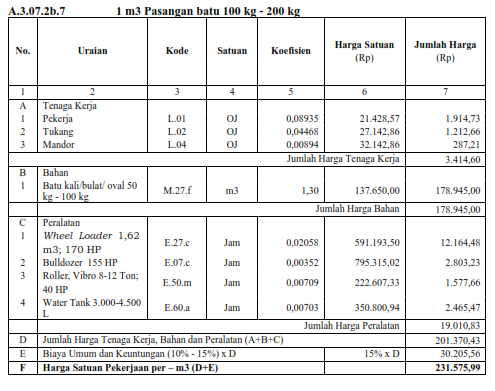 A.3.07.2b.7 1 m3 Pasangan batu 100 kg - 200 kg
No. Uraian Kode Satuan Koefisien Harga Satuan (Rp) Jumlah Harga (Rp)
1 2 3 4 5 6 7
A Tenaga Kerja
1 Pekerja L.01 OJ 0,08935 21.428,57 1.914,73
2 Tukang L.02 OJ 0,04468 27.142,86 1.212,66
3 Mandor L.04 OJ 0,00894 32.142,86 287,21
Jumlah Harga Tenaga Kerja 3.414,60
B Bahan
1 Batu kali/bulat/ oval 50 kg - 100 kg M.27.f m3 1,30 137.650,00 178.945,00
Jumlah Harga Bahan 178.945,00
C Peralatan
1 Wheel Loader 1,62 m3; 170 HP E.27.c Jam 0,02058 591.193,50 12.164,48
2 Bulldozer 155 HP E.07.c Jam 0,00352 795.315,02 2.803,23
3 Roller, Vibro 8-12 Ton; 40 HP E.50.m Jam 0,00709 222.607,33 1.577,66
4 Water Tank 3.000-4.500 L E.60.a Jam 0,00703 350.800,94 2.465,47
Jumlah Harga Peralatan 19.010,83
D Jumlah Harga Tenaga Kerja, Bahan dan Peralatan (A+B+C) 201.370,43
E Biaya Umum dan Keuntungan (10% - 15%) x D 15% x D 30.205,56
F Harga Satuan Pekerjaan per – m3 (D+E) 231.575,99